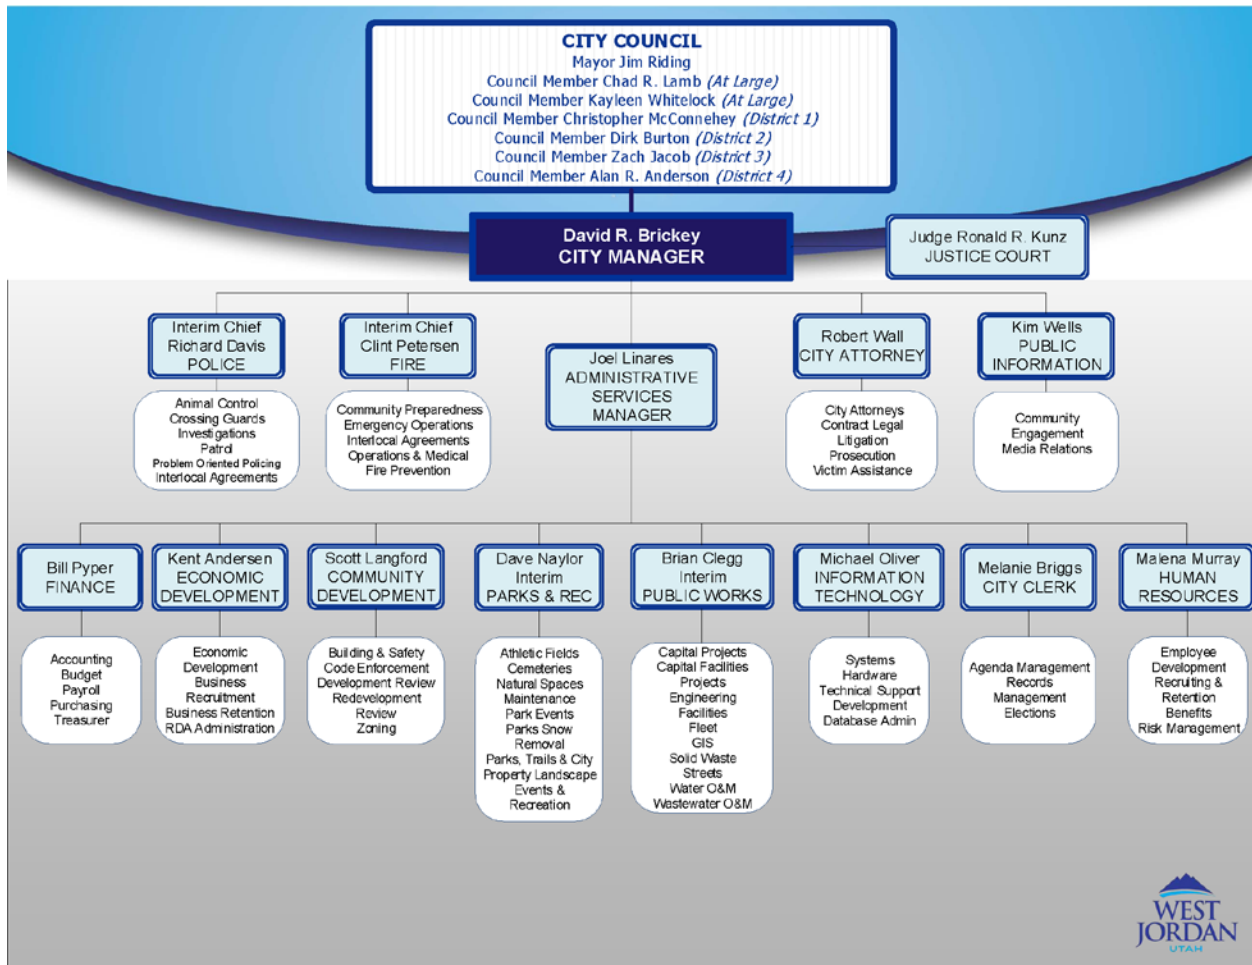 CITY COUNCIL
Mayor Jim Riding
Council Member Chad R. Lamb (At Large)
Council Member Kayleen Whitelock (At Large)
Council Member Christopher McConnehey (District 1)
Council Member Dirk Burton (District 2)
Council Member Zach Jacob (District 3)
Council Member Alan R. Anderson (District 4)
David R. Brickey
CITY MANAGER
Judge Ronald R. Kunz
JUSTICE COURT
Interim Chief
Richard Davis
POLICE
Animal Control
Crossing Guards
Investigations
Patrol
Problem Oriented Policing
Interlocal Agreements
Interim Chief
Clint Petersen
FIRE
Community Preparedness
Emergency Operations
Interlocal Agreements
Operations & Medical
Fire Prevention
Joel Linares
ADMINISTRATIVE
SERVICES
MANAGER
Robert Wall
CITY ATTORNEY
City Attorneys
Contract Legal
Litigation
Prosecution
Victim Assistance
Kim Wells
PUBLIC
INFORMATION
Community
Engagement
Media Relations
Bill Pyper
FINANCE
Accounting
Budget
Payroll
Purchasing
Treasurer
Kent Andersen
ECONOMIC
DEVELOPMENT
Economic
Development
Business
Recruitment
Business Retention
RDA Administration
Scott Langford
COMMUNITY
DEVELOPMENT
Building & Safety
Code Enforcement
Development Review
Redevelopment
Review
Zoning
Dave Naylor
Interim
PARKS & REC
Athletic Fields
Cemeteries
Natural Spaces
Maintenance
Park Events
Parks Snow
Removal
Parks, Trails & City
Property Landscape
Events &
Recreation
Brian Clegg
Interim
PUBLIC WORKS
Capital Projects
Capital Facilities
Projects
Engineering
Facilities
Fleet
GIS
Solid Waste
Streets
Water O&M
Wastewater O&M
Michael Oliver
INFORMATION
TECHNOLOGY
Systems
Hardware
Technical Support
Development
Database Admin
Melanie Briggs
CITY CLERK
Agenda Management
Records
Management
Elections
Malena Murray
HUMAN
RESOURCES
Employee
Development
Recruiting &
Retention
Benefits
Risk Management
WEST
JORDAN
UTAH